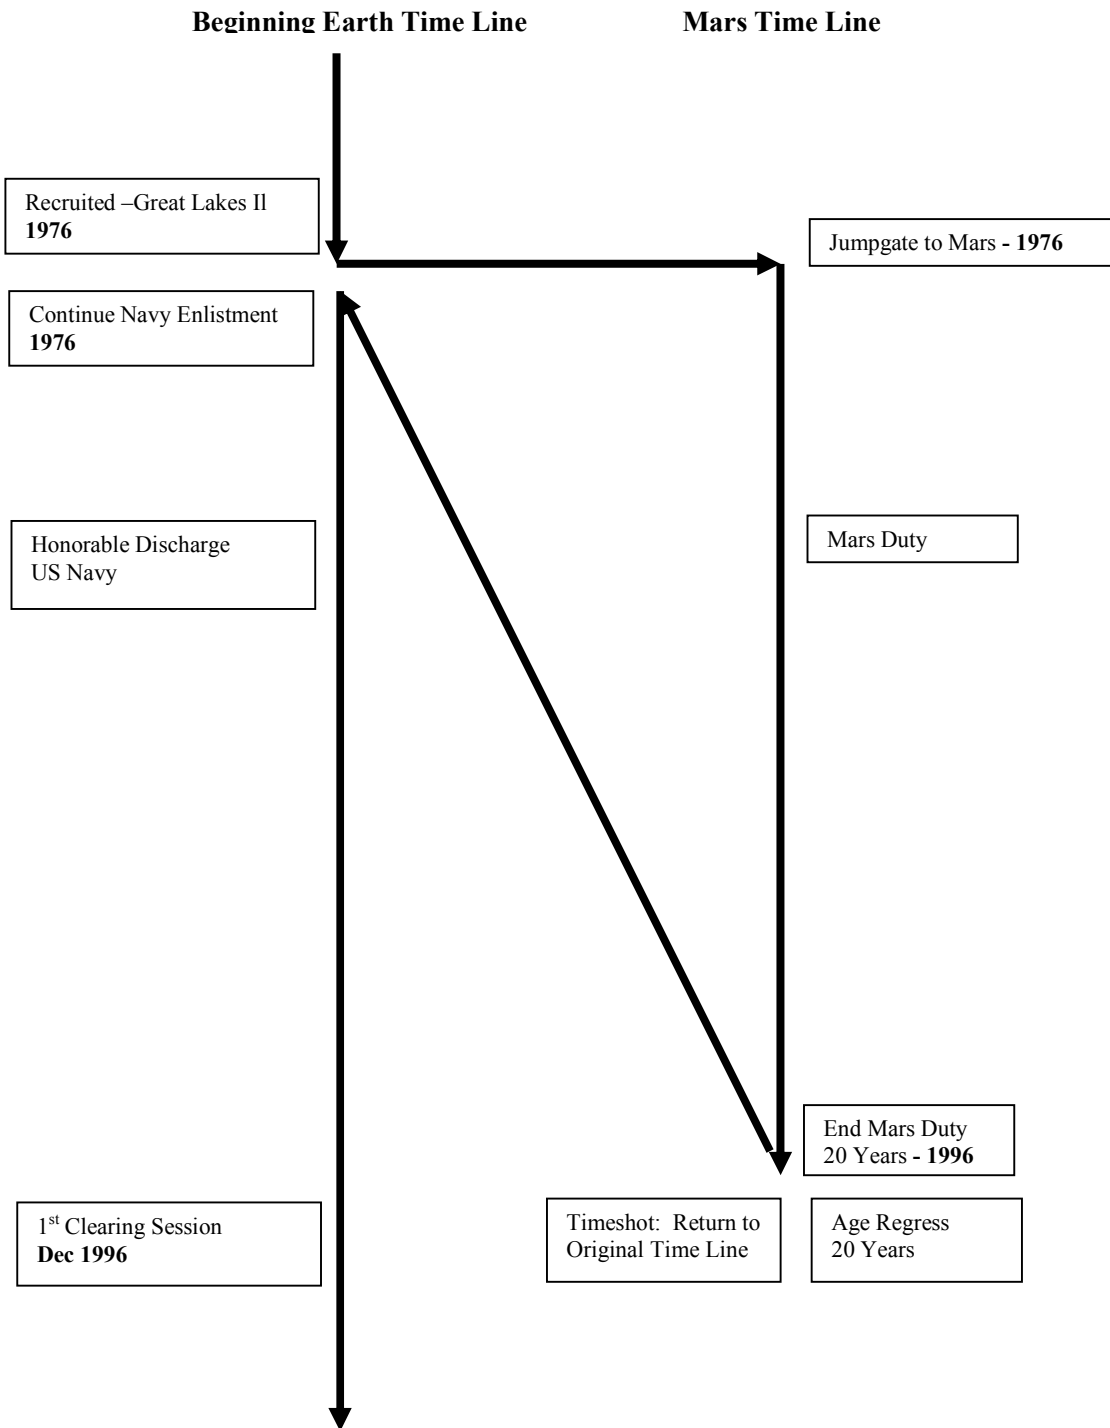 Beginning Earth Time Line
Mars Time Line
Recruited –Great Lakes Il
1976
Jumpgate to Mars - 1976
Continue Navy Enlistment
1976
Honorable Discharge
US Navy
Mars Duty
End Mars Duty
20 Years - 1996
1st Clearing Session
Dec 1996
Timeshot:  Return to
Original Time Line
Age Regress
20 Years